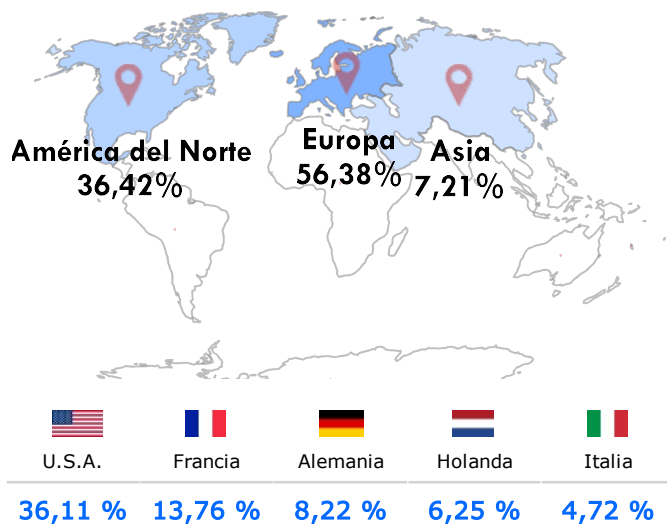 América del Norte
36,42%
Europa
56,38%
Asia
7,21%
U.S.A. Francia Alemania Holanda Italia
36,11 % 13,76 % 8,22 % 6,25 % 4,72 %